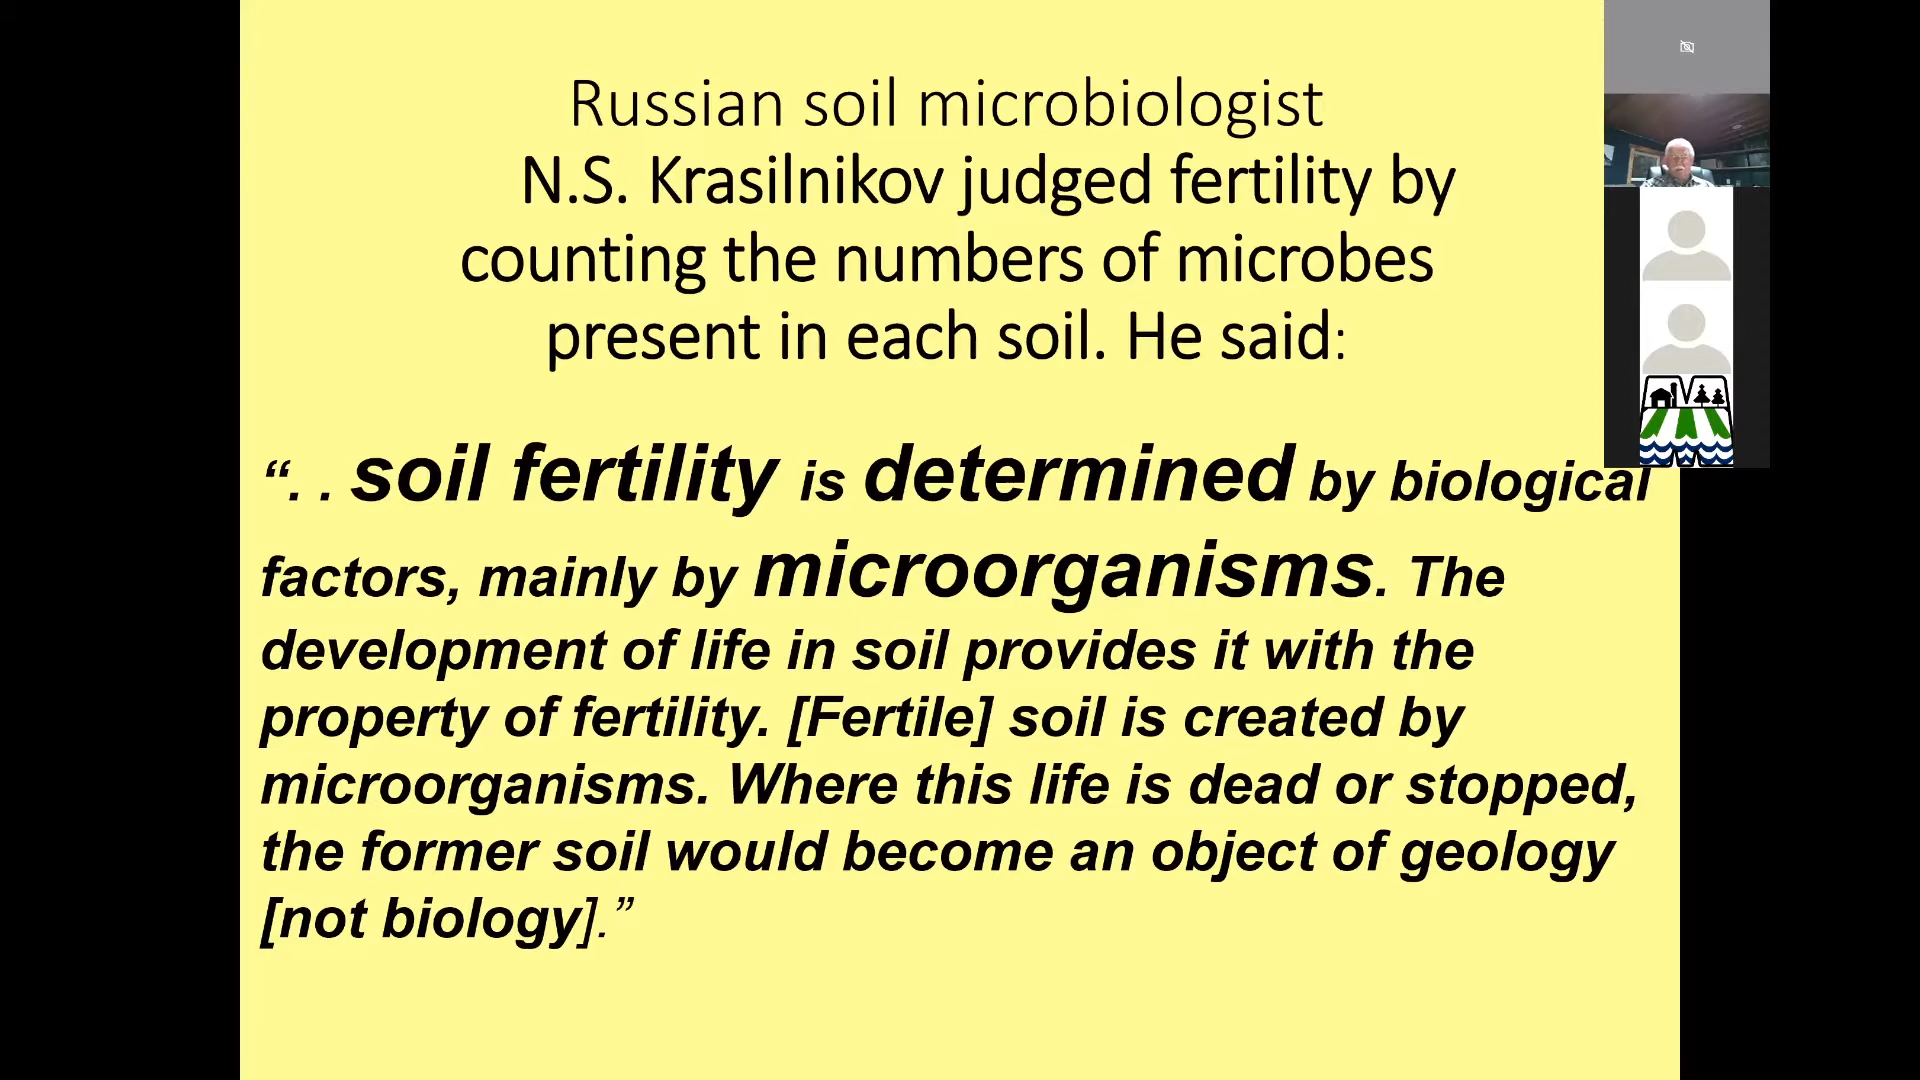 Russian soil microbiologist
N.S. Krasilnikov judged fertility by
counting the numbers of microbes
present in each soil. He said:
“. . soil fertility is determined by biological
factors, mainly by microorganisms. The
development of life in soil provides it with the
property of fertility. [Fertile] soil is created by
microorganisms. Where this life is dead or stopped,
the former soil would become an object of geology
[not biology].”